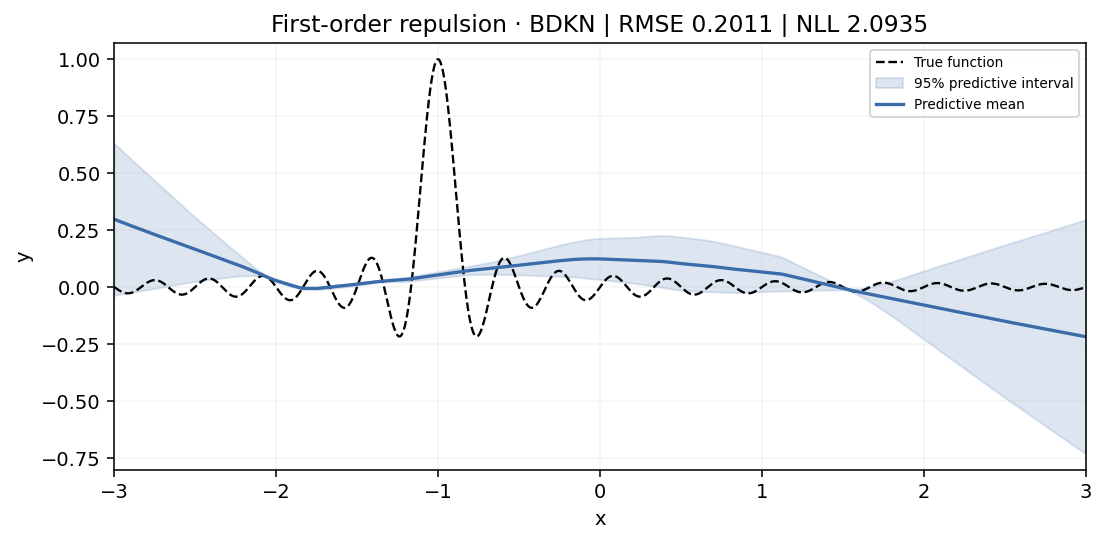 First-order repulsion · BDKN | RMSE 0.2011 | NLL 2.0935
True function
95% predictive interval
Predictive mean
y
1.00
0.75
0.50
0.25
0.00
−0.25
−0.50
−0.75
−3
−2
−1
0
1
2
3
x